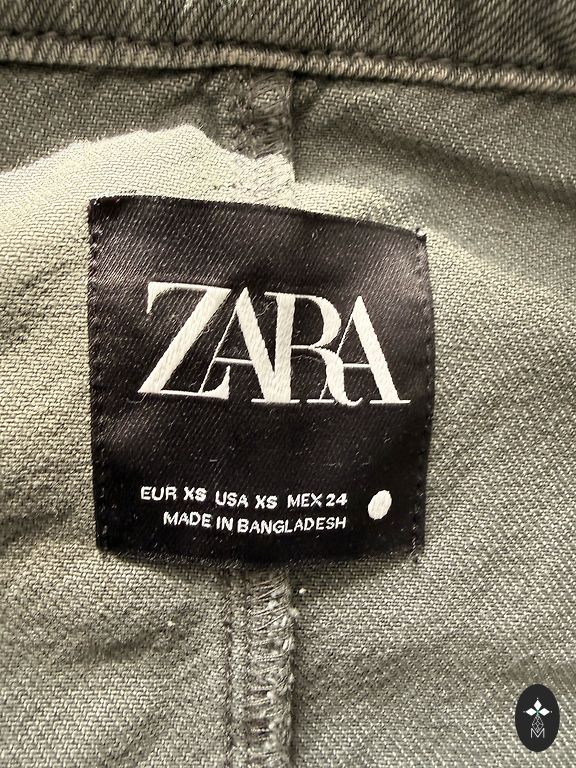 ZARA
EUR XS USA XS MEX 24
MADE IN BANGLADESH
M